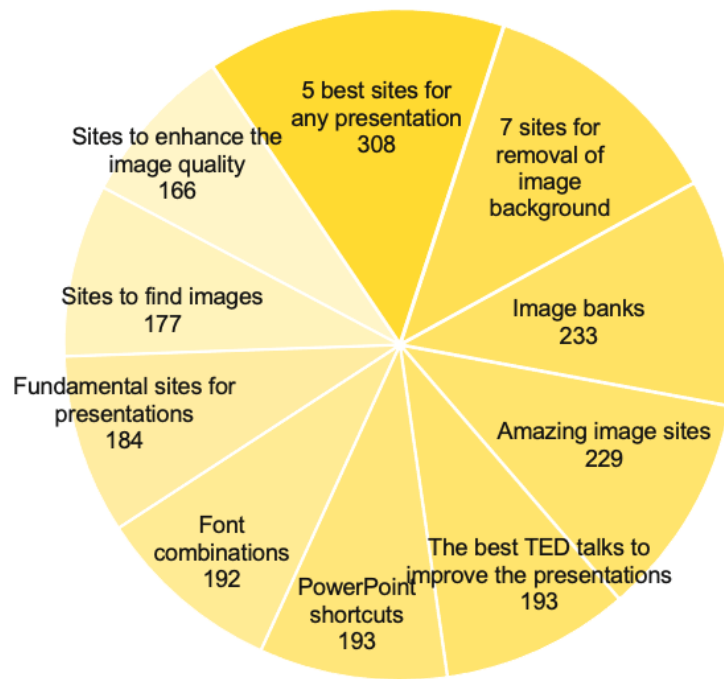 5 best sites for
any presentation
308
7 sites for
removal of
image
background
Image banks
233
Amazing image sites
229
The best TED talks to
improve the presentations
193
PowerPoint
shortcuts
193
Font
combinations
192
Fundamental sites for
presentations
184
Sites to find images
177
Sites to enhance the
image quality
166